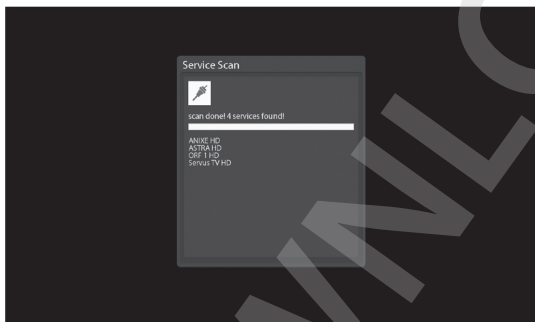 Service Scan
scan done! 4 services found!
ANIXE HD
ASTRA HD
ORF 1 HD
Servus TV HD